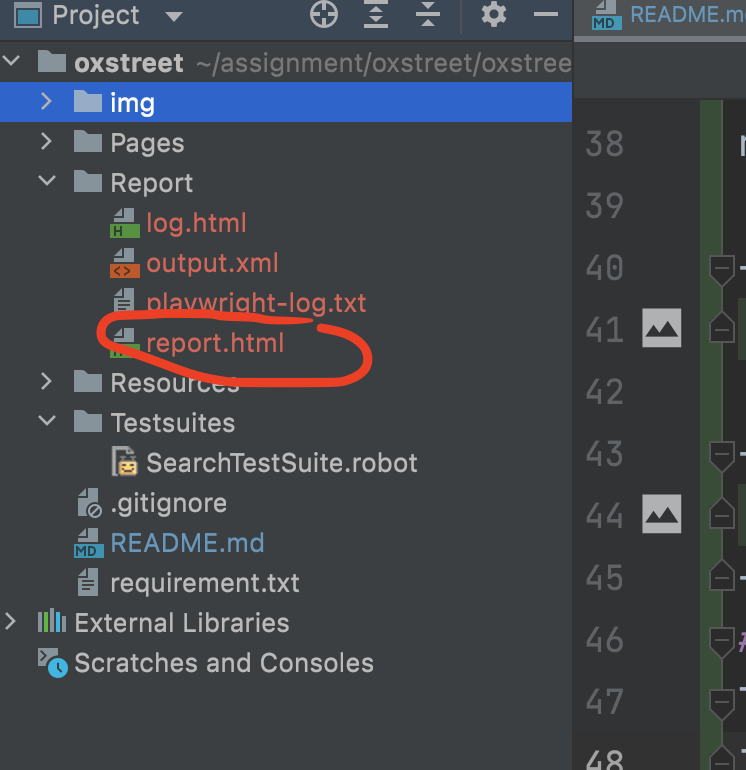 Project
README.m
oxstreet ~/assignment/oxstreet/oxstree
img
38
Pages
Report
39
log.html
H
output.xml
<>
40
playwright-log.txt
41
report.html
Resources
42
Testsuites
43
SearchTestSuite.robot
.gitignore
44
MD
README.md
requirement.txt
45
External Libraries
46
Scratches and Consoles
47
48